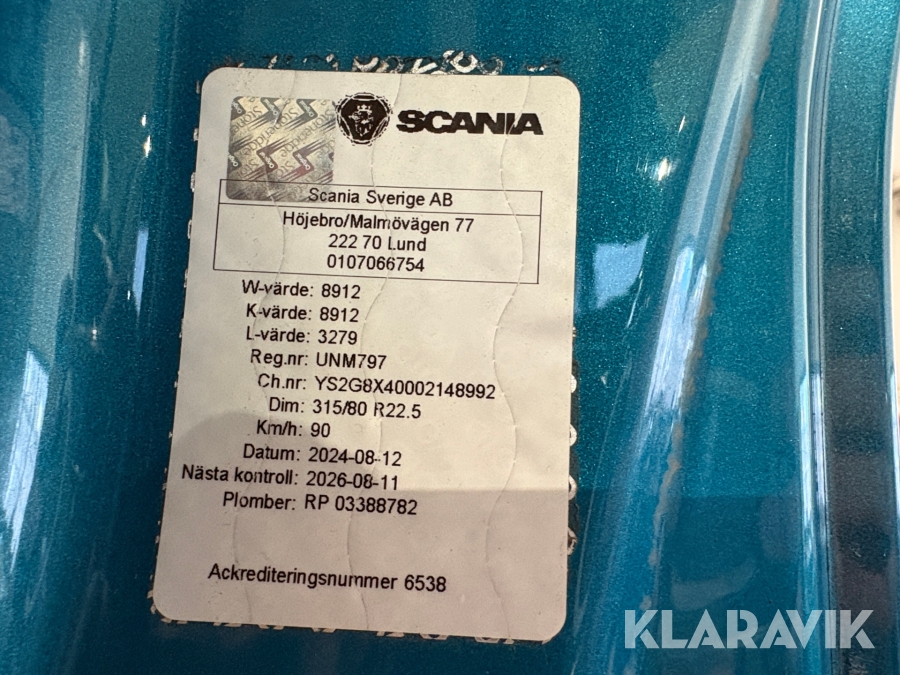 SCANIA
Scania Sverige AB
Höjebro/Malmövägen 77
222 70 Lund
0107066754
W-värde: 8912
K-värde: 8912
L-värde: 3279
Reg.nr: UNM797
Ch.nr: YS2G8X40002148992
Dim: 315/80 R22.5
Km/h: 90
Datum: 2024-08-12
Nästa kontroll: 2026-08-11
Plomber: RP 03388782
Ackrediteringsnummer 6538
KLARAVIK